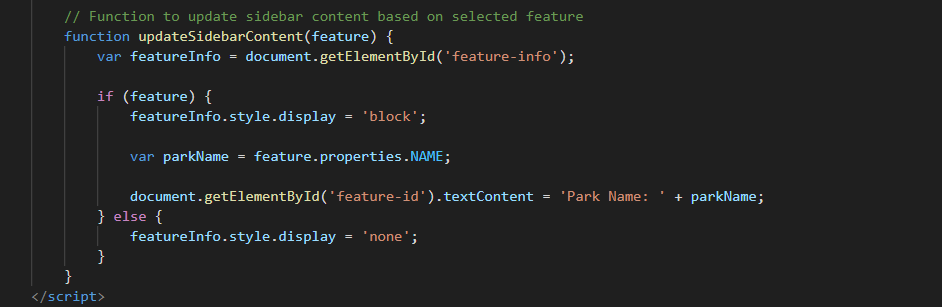 // Function to update sidebar content based on selected feature
function updateSidebarContent(feature) {
var featureInfo = document.getElementById('feature-info');
if (feature) {
featureInfo.style.display = 'block';
var parkName = feature.properties.NAME;
document.getElementById('feature-id').textContent = 'Park Name: ' + parkName;
} else {
featureInfo.style.display = 'none';
}
}
</script>